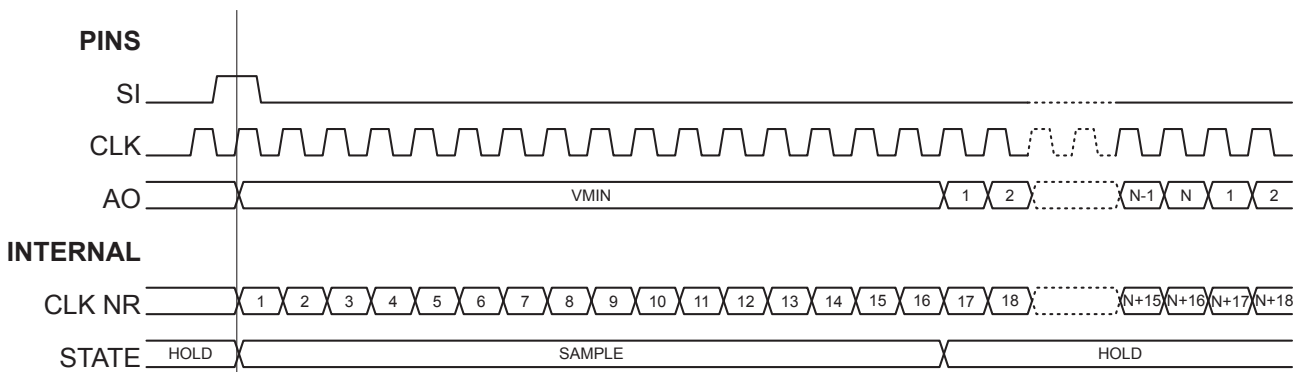 PINS
SI
CLK
AO VMIN 1 2 N-1 N 1 2
INTERNAL
CLK NR 1 2 3 4 5 6 7 8 9 10 11 12 13 14 15 16 17 18 N+15 N+16 N+17 N+18
STATE HOLD SAMPLE HOLD